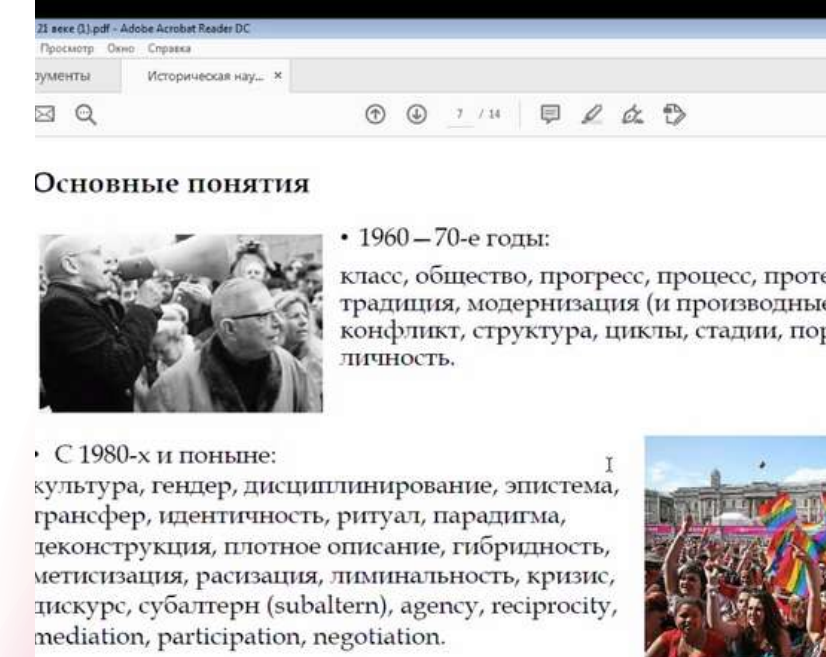 21 веке (1).pdf - Adobe Acrobat Reader DC
Просмотр Окно Справка
рументы Историческая нау... ×
7 / 14
Основные понятия
• 1960 – 70-е годы:
класс, общество, прогресс, процесс, проте
традиция, модернизация (и производные
конфликт, структура, циклы, стадии, пор
личность.
• С 1980-х и поныне:
культура, гендер, дисциплинирование, эпистема,
трансфер, идентичность, ритуал, парадигма,
деконструкция, плотное описание, гибридность,
метисизация, расизация, лиминальность, кризис,
дискурс, субалтерн (subaltern), agency, reciprocity,
mediation, participation, negotiation.